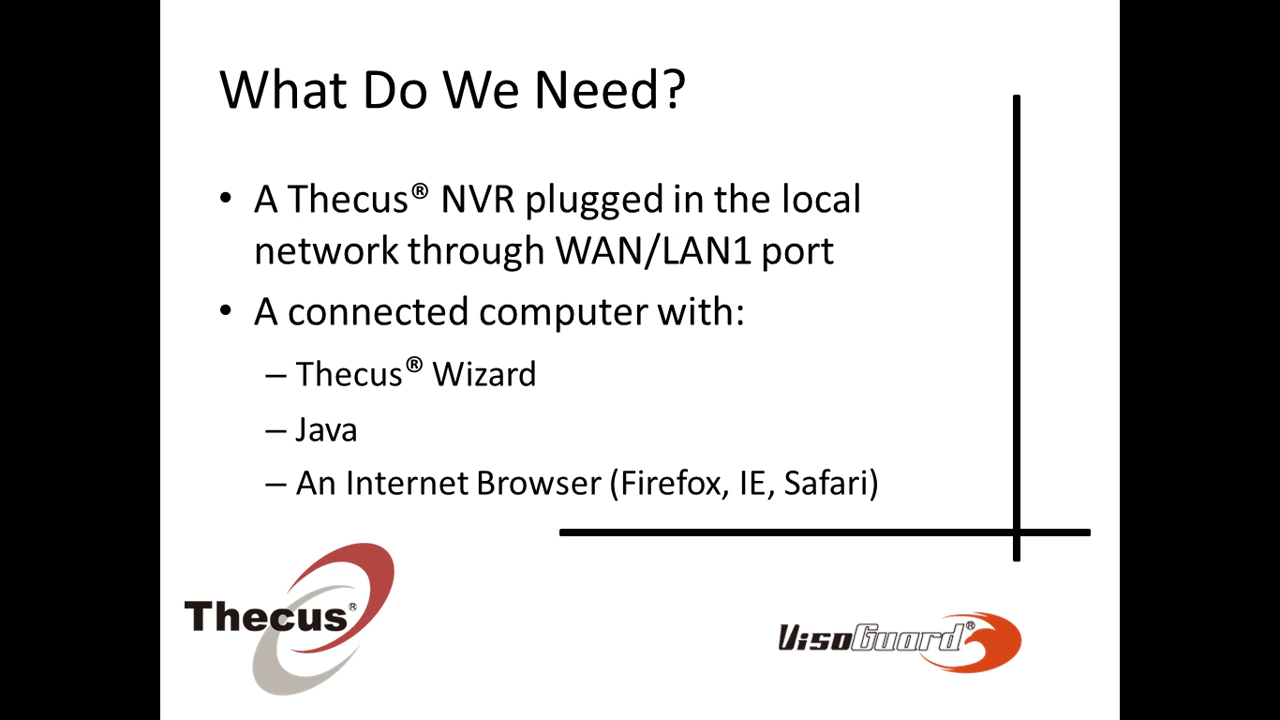 What Do We Need?
• A Thecus® NVR plugged in the local
network through WAN/LAN1 port
• A connected computer with:
– Thecus® Wizard
– Java
– An Internet Browser (Firefox, IE, Safari)
Thecus®
VisoGuard®